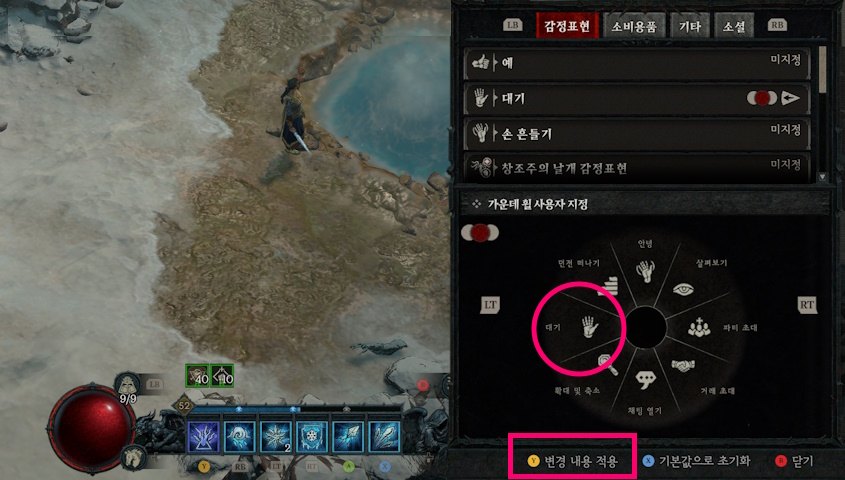 LB 감정표현 소비용품 기타 소셜 RB
예 미지정
대기
손 흔들기 미지정
창조주의 날개 감정표현 미지정
가운데 휠 사용자 지정
안녕
던전 떠나기 살펴보기
LT RT
대기 파티 초대
확대 및 축소 거래 초대
채팅 열기
LB
9/9
40 10
52
2
Y RB LT RT A X
Y 변경 내용 적용 X 기본값으로 초기화 B 닫기